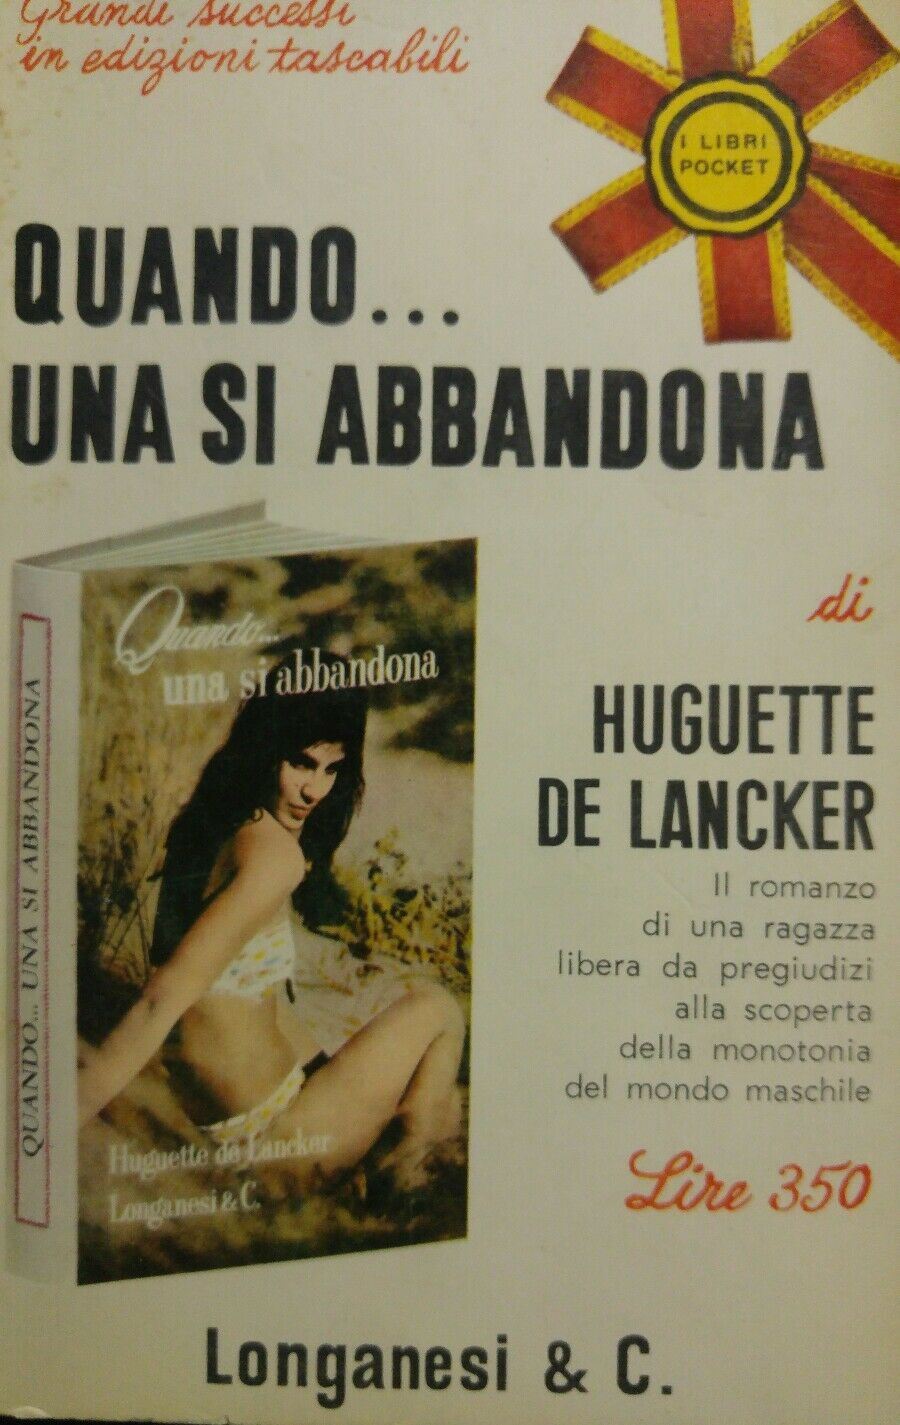 Grandi successi
in edizioni tascabili
I LIBRI
POCKET
QUANDO...
UNA SI ABBANDONA
di
HUGUETTE
DE LANCKER
Il romanzo
di una ragazza
libera da pregiudizi
alla scoperta
della monotonia
del mondo maschile
Lire 350
QUANDO... UNA SI ABBANDONA
Quando...
una si abbandona
Huguette de Lancker
Longanesi & C.
Longanesi & C.